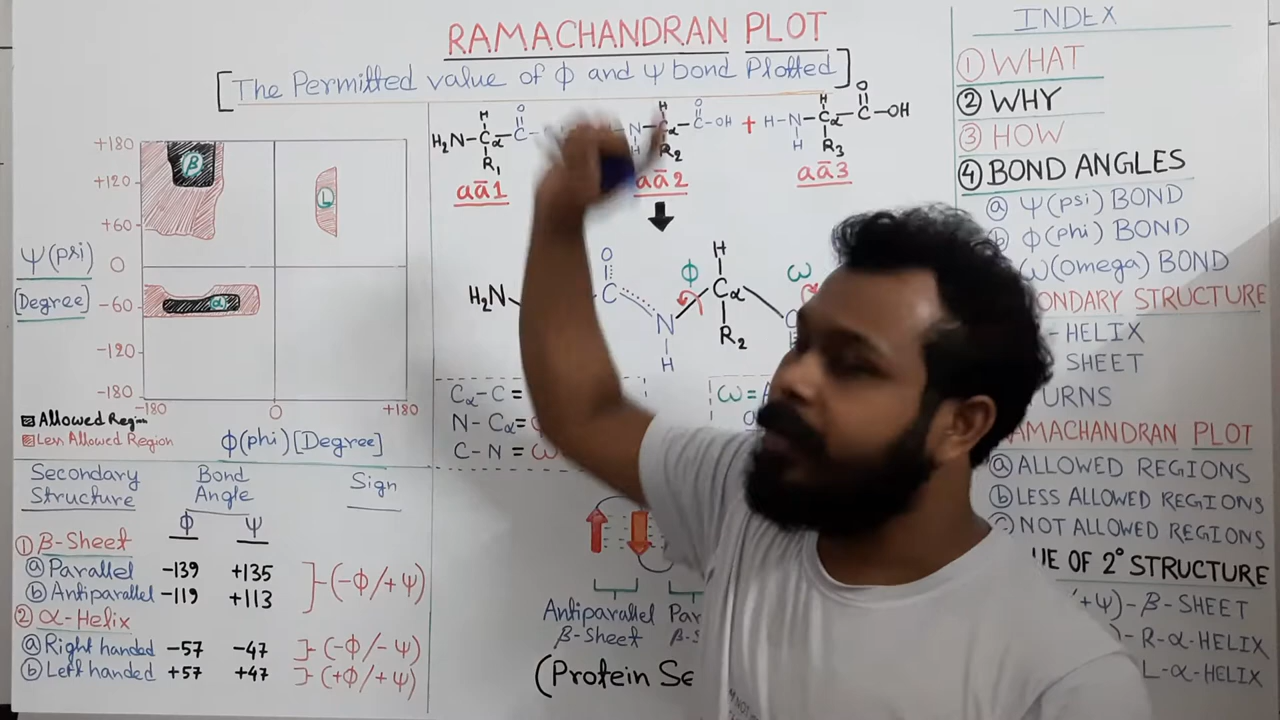 RAMACHANDRAN PLOT
[The Permitted value of ϕ and ψ bond Plotted]
+180
+120
+60
0
-60
-120
-180
ψ(pri)
[Degree]
β
L
α
-180
0
+180
Allowed Region
Less Allowed Region
ϕ(phi)[Degree]
H₂N-Cα-C
H
O
R₁
aā1
N
H
H
Cα
O
C-OH
R₂
aā2
+
H-N-Cα-C-OH
H
H
O
R₃
aā3
H₂N
O
C
N
H
ϕ
H
Cα
R₂
ω
Cα-C =
N-Cα=
C-N = ω
ω=
Antiparallel
β-Sheet
Par
β-S
(Protein Se
Secondary Structure
Bond Angle
Sign
ϕ
ψ
① β-Sheet
ⓐ Parallel -139 +135
ⓑ Antiparallel -119 +113
}-(-ϕ/+ψ)
② α-Helix
ⓐ Right handed -57 -47 }-(-ϕ/-ψ)
ⓑ Left handed +57 +47 }-(+ϕ/+ψ)
INDEX
① WHAT
② WHY
③ HOW
④ BOND ANGLES
ⓐ ψ(psi) BOND
ⓑ ϕ(phi) BOND
ω(omega) BOND
ONDARY STRUCTURE
-HELIX
SHEET
URNS
RAMACHANDRAN PLOT
ⓐ ALLOWED REGIONS
ⓑ LESS ALLOWED REGIONS
ⓒ NOT ALLOWED REGIONS
UE OF 2° STRUCTURE
/+ψ)-β-SHEET
)-R-α-HELIX
L-α-HELIX